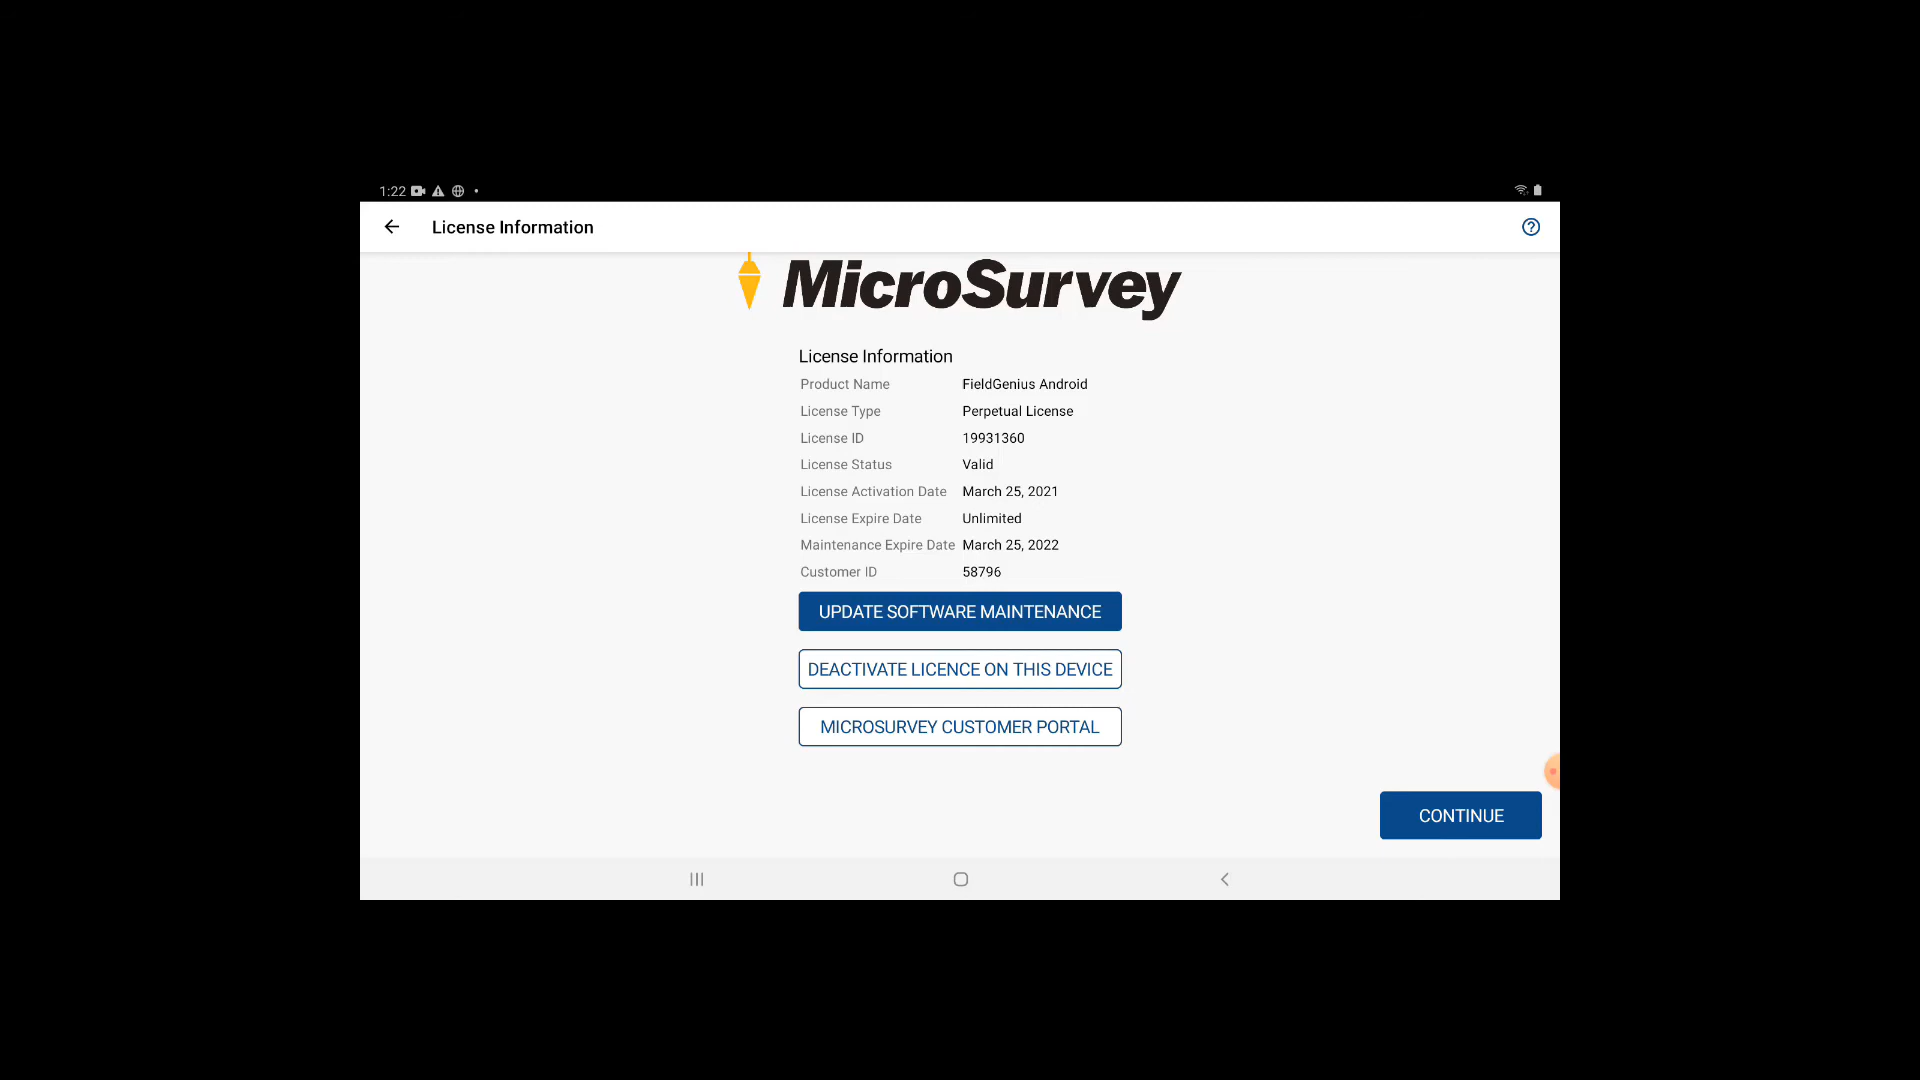 1:22
License Information
MicroSurvey
License Information
Product Name FieldGenius Android
License Type Perpetual License
License ID 19931360
License Status Valid
License Activation Date March 25, 2021
License Expire Date Unlimited
Maintenance Expire Date March 25, 2022
Customer ID 58796
UPDATE SOFTWARE MAINTENANCE
DEACTIVATE LICENCE ON THIS DEVICE
MICROSURVEY CUSTOMER PORTAL
CONTINUE